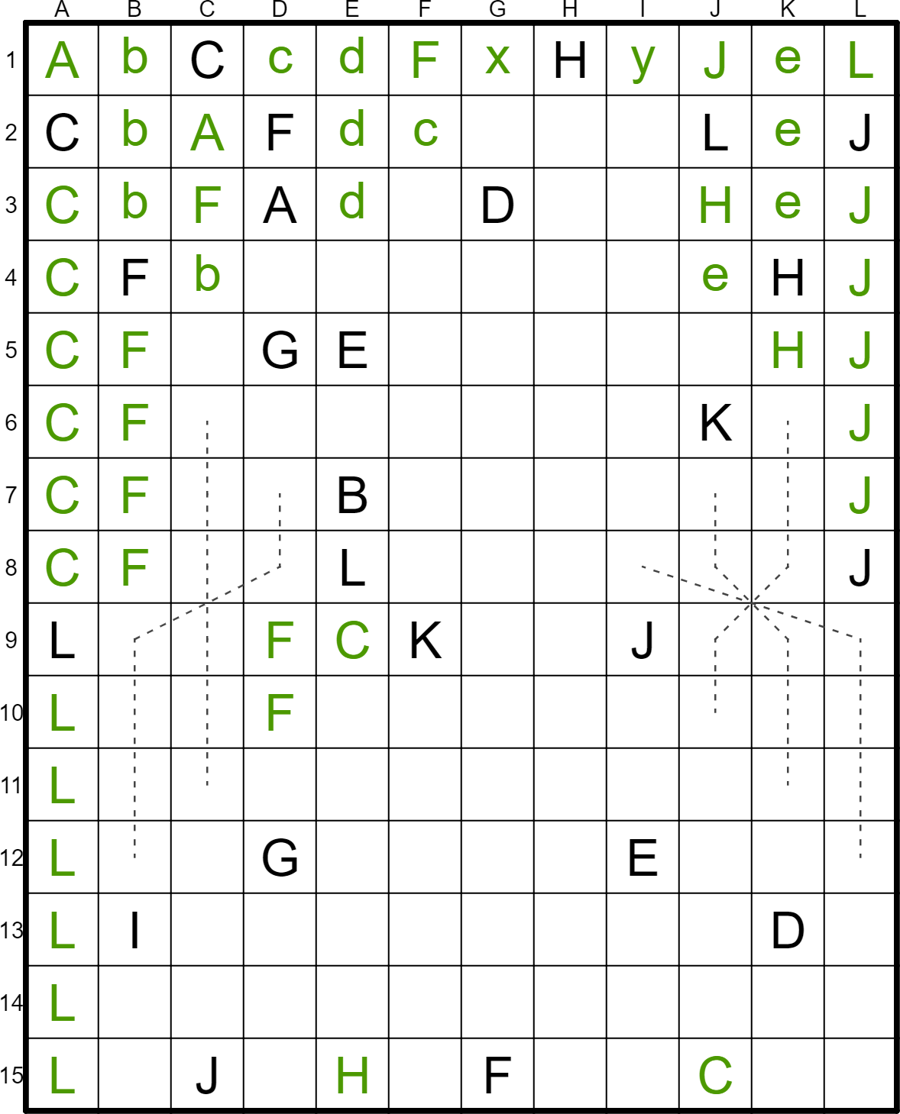 A B C D E F G H I J K L
1 A b C c d F x H y J e L
2 C b A F d c L e J
3 C b F A d D H e J
4 C F b e H J
5 C F G E H J
6 C F K J
7 C F B J
8 C F L J
9 L F C K J
10 L F
11 L
12 L G E
13 L I D
14 L
15 L J H F C